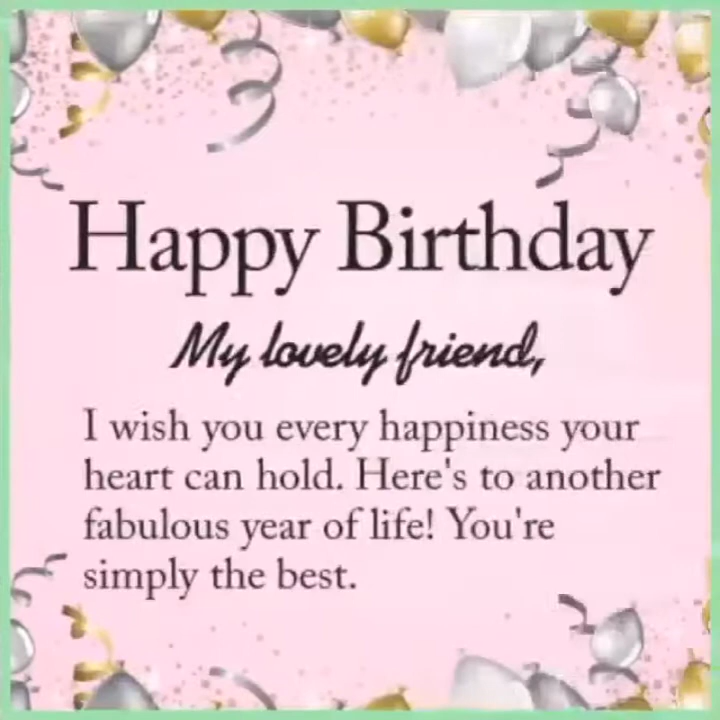 Happy Birthday
My lovely friend,
I wish you every happiness your
heart can hold. Here's to another
fabulous year of life! You're
simply the best.